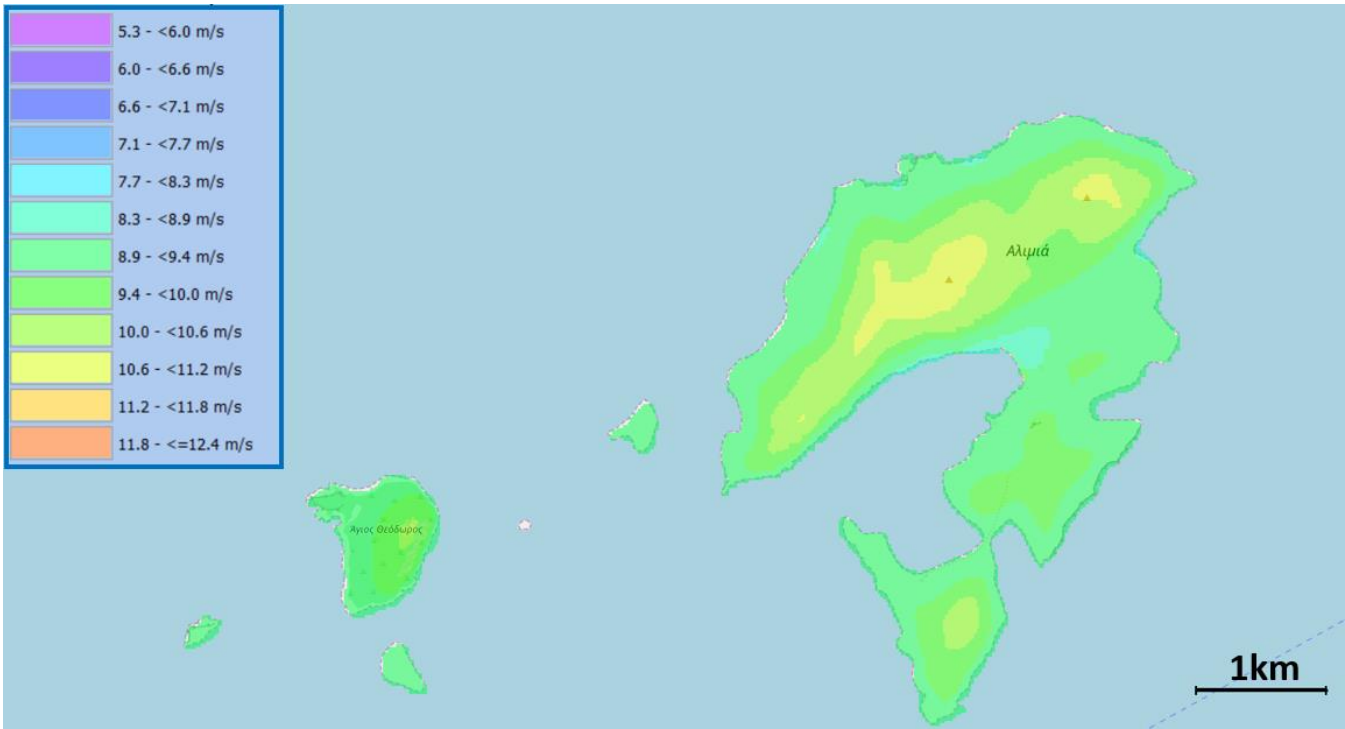 5.3 - <6.0 m/s
6.0 - <6.6 m/s
6.6 - <7.1 m/s
7.1 - <7.7 m/s
7.7 - <8.3 m/s
8.3 - <8.9 m/s
8.9 - <9.4 m/s
9.4 - <10.0 m/s
10.0 - <10.6 m/s
10.6 - <11.2 m/s
11.2 - <11.8 m/s
11.8 - <=12.4 m/s
Αλιμιά
Άγιος Θεόδωρος
1km